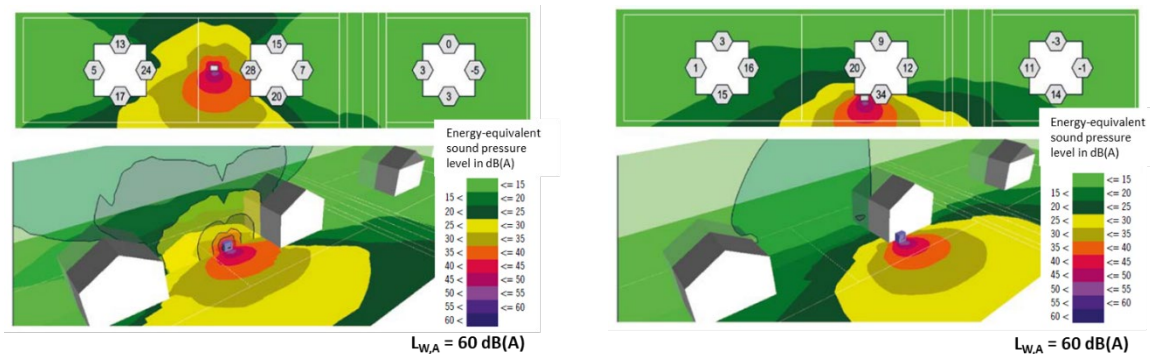 13
15
0
5
24
28
7
3
-5
17
20
3
Energy-equivalent
sound pressure
level in dB(A)
<= 15
15 < <= 20
20 < <= 25
25 < <= 30
30 < <= 35
35 < <= 40
40 < <= 45
45 < <= 50
50 < <= 55
55 < <= 60
60 <
LW,A = 60 dB(A)
3
9
-3
1
16
20
12
11
-1
15
34
14
Energy-equivalent
sound pressure
level in dB(A)
<= 15
15 < <= 20
20 < <= 25
25 < <= 30
30 < <= 35
35 < <= 40
40 < <= 45
45 < <= 50
50 < <= 55
55 < <= 60
60 <
LW,A = 60 dB(A)